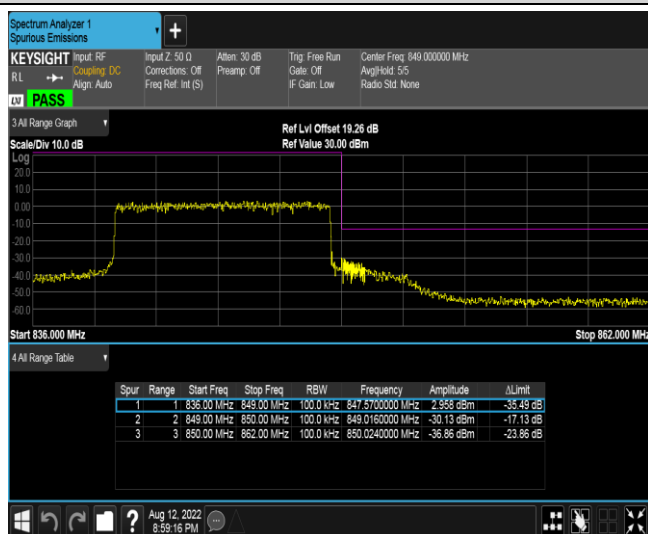 Spectrum Analyzer 1
Spurious Emissions
+
KEYSIGHT
RL
LXI PASS
Input: RF
Coupling: DC
Align: Auto
Input Z: 50 Ω
Corrections: Off
Freq Ref: Int (S)
Atten: 30 dB
Preamp: Off
Trig: Free Run
Gate: Off
IF Gain: Low
Center Freq: 849.000000 MHz
Avg|Hold: 5/5
Radio Std: None
3 All Range Graph
Ref Lvl Offset 19.26 dB
Scale/Div 10.0 dB
Ref Value 30.00 dBm
Log
20.0
10.0
0.00
-10.0
-20.0
-30.0
-40.0
-50.0
-60.0
Start 836.000 MHz
Stop 862.000 MHz
4 All Range Table
Spur Range Start Freq Stop Freq RBW Frequency Amplitude ΔLimit
1 1 836.00 MHz 849.00 MHz 100.0 kHz 847.5700000 MHz 2.958 dBm -35.49 dB
2 2 849.00 MHz 850.00 MHz 100.0 kHz 849.0160000 MHz -30.13 dBm -17.13 dB
3 3 850.00 MHz 862.00 MHz 100.0 kHz 850.0240000 MHz -36.86 dBm -23.86 dB
?
Aug 12, 2022
8:59:16 PM